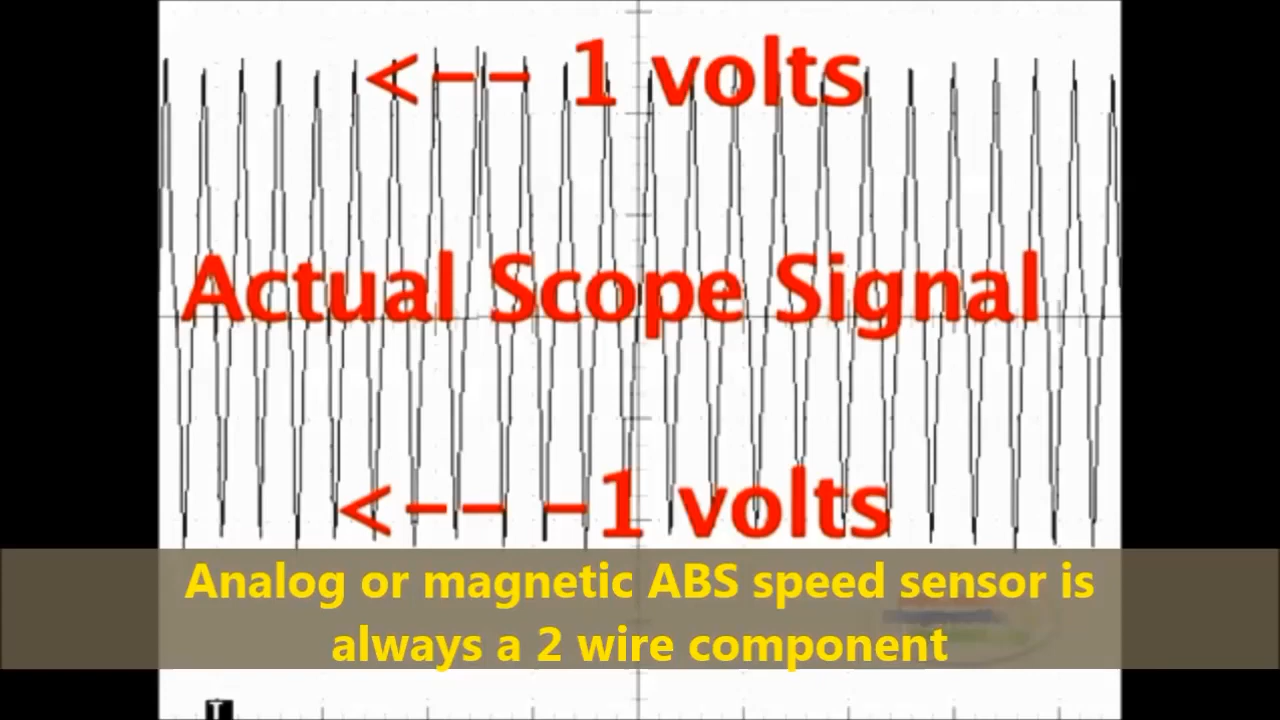 <-- 1 volts
Actual Scope Signal
<-- -1 volts
Analog or magnetic ABS speed sensor is
always a 2 wire component
T